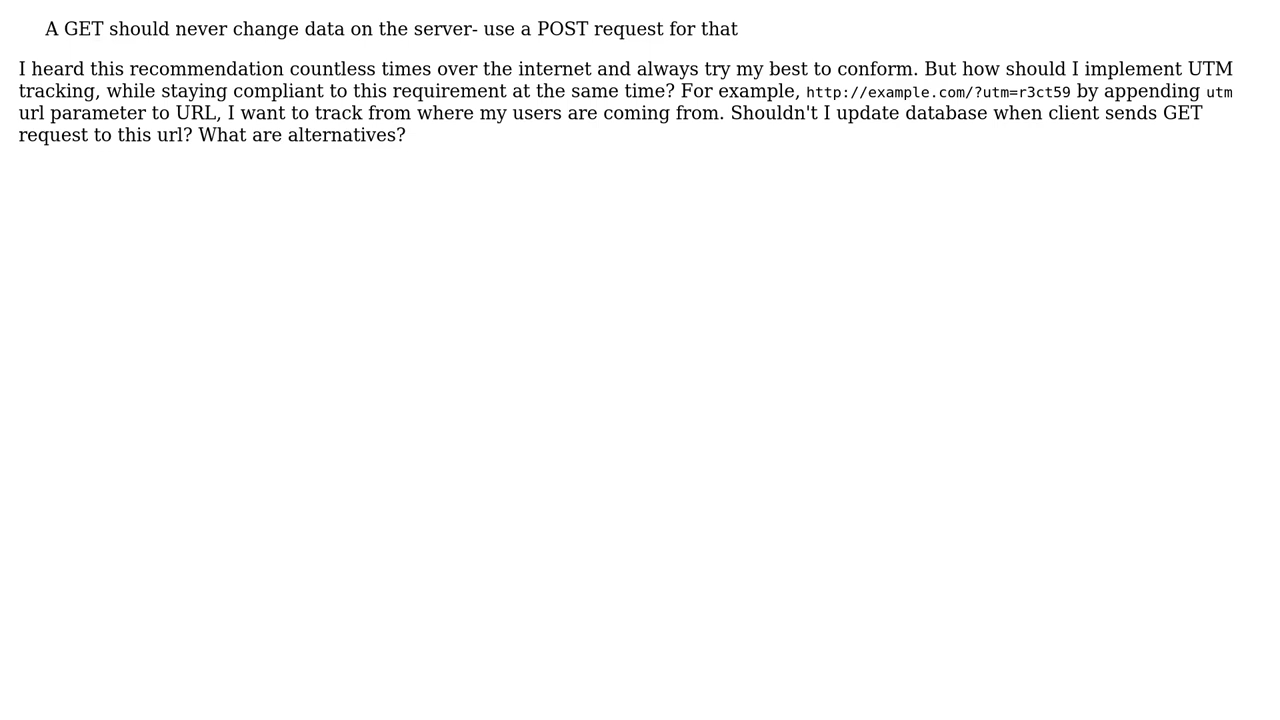 A GET should never change data on the server- use a POST request for that
I heard this recommendation countless times over the internet and always try my best to conform. But how should I implement UTM
tracking, while staying compliant to this requirement at the same time? For example, http://example.com/?utm=r3ct59 by appending utm
url parameter to URL, I want to track from where my users are coming from. Shouldn't I update database when client sends GET
request to this url? What are alternatives?